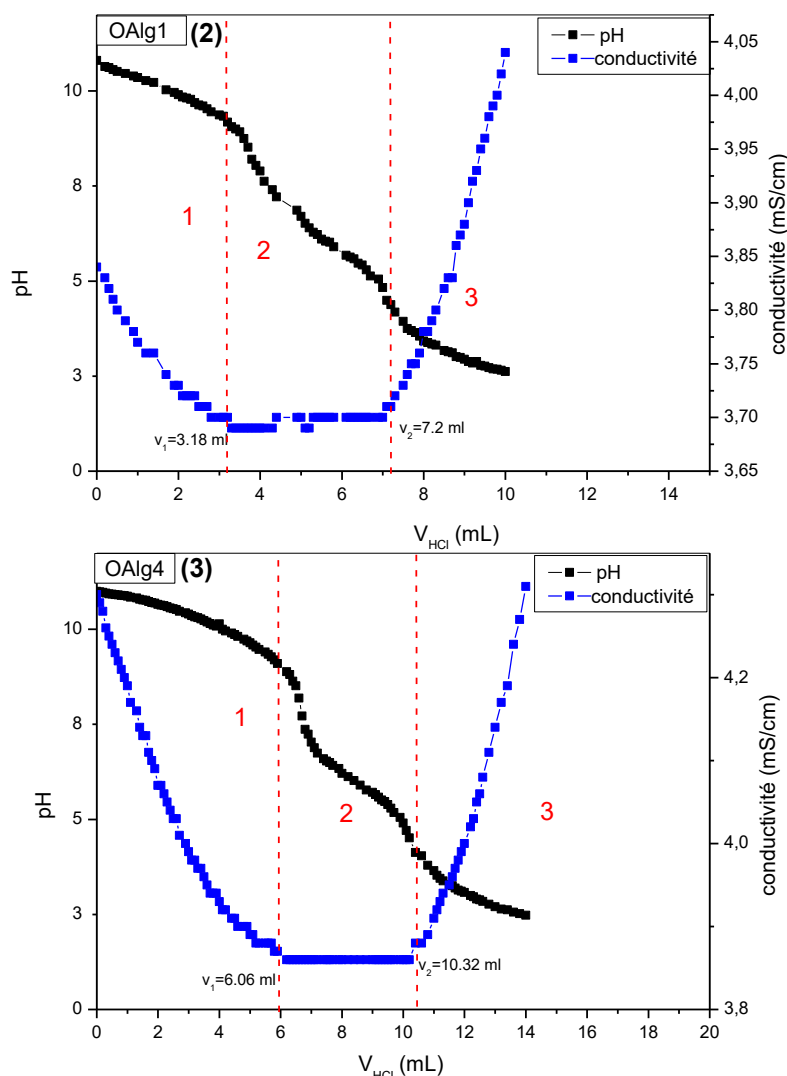 OAlg1 (2)
pH
conductivité
10
8
5
3
0
pH
4,05
4,00
3,95
3,90
3,85
3,80
3,75
3,70
3,65
conductivité (mS/cm)
1
2
3
v1=3.18 ml
v2=7.2 ml
0 2 4 6 8 10 12 14
VHCl (mL)
OAlg4 (3)
pH
conductivité
10
8
5
3
0
pH
4,2
4,0
3,8
conductivité (mS/cm)
1
2
3
v1=6.06 ml
v2=10.32 ml
0 2 4 6 8 10 12 14 16 18 20
VHCl (mL)